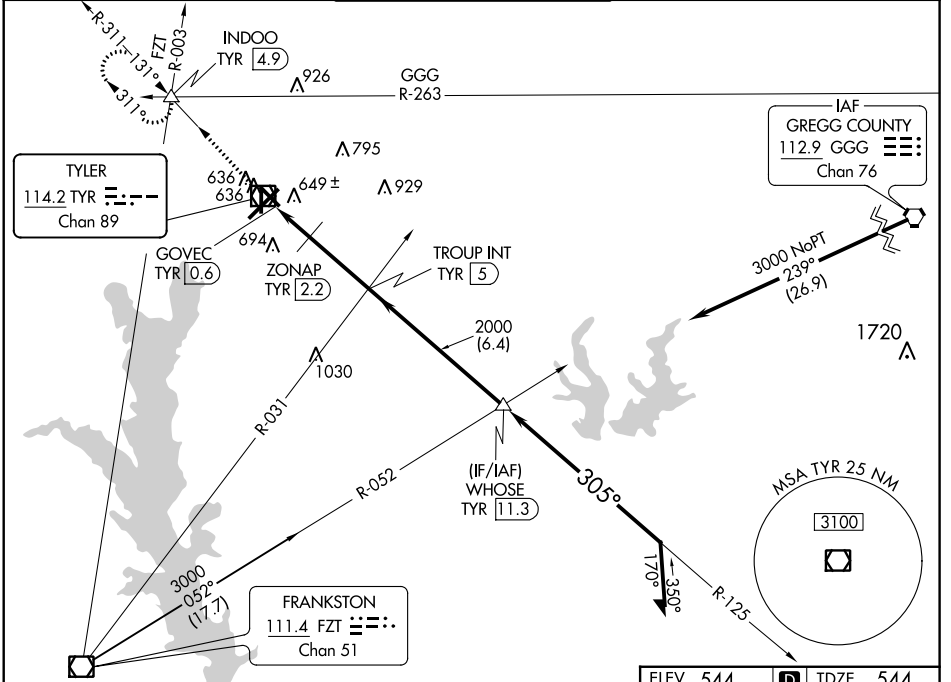 R-311
131°
FZT
R-003
INDOO
TYR 4.9
311°
926
GGG
R-263
IAF
GREGG COUNTY
112.9 GGG
Chan 76
795
929
636
636
649 ±
694
TYLER
114.2 TYR
Chan 89
GOVEC
TYR 0.6
ZONAP
TYR 2.2
TROUP INT
TYR 5
3000 NoPT
239°
(26.9)
1720
2000
(6.4)
1030
R-031
R-052
(IF/IAF)
WHOSE
TYR 11.3
305°
170°
350°
R-125
MSA TYR 25 NM
3100
3000
052°
(17.7)
FRANKSTON
111.4 FZT
Chan 51
ELEV 544
D
TDZE 544